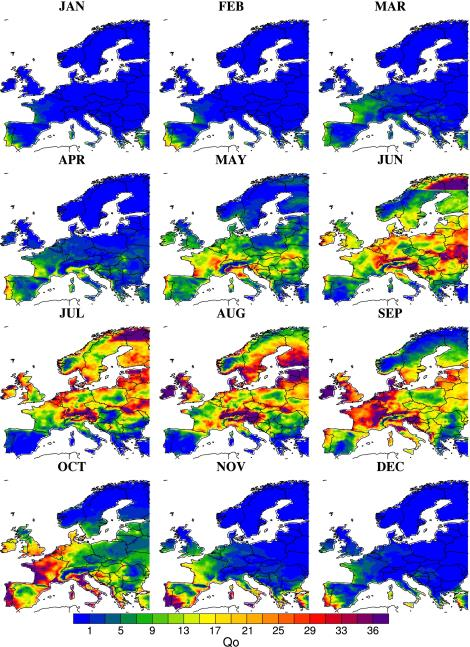 JAN FEB MAR
APR MAY JUN
JUL AUG SEP
OCT NOV DEC
1 5 9 13 17 21 25 29 33 36
Qo